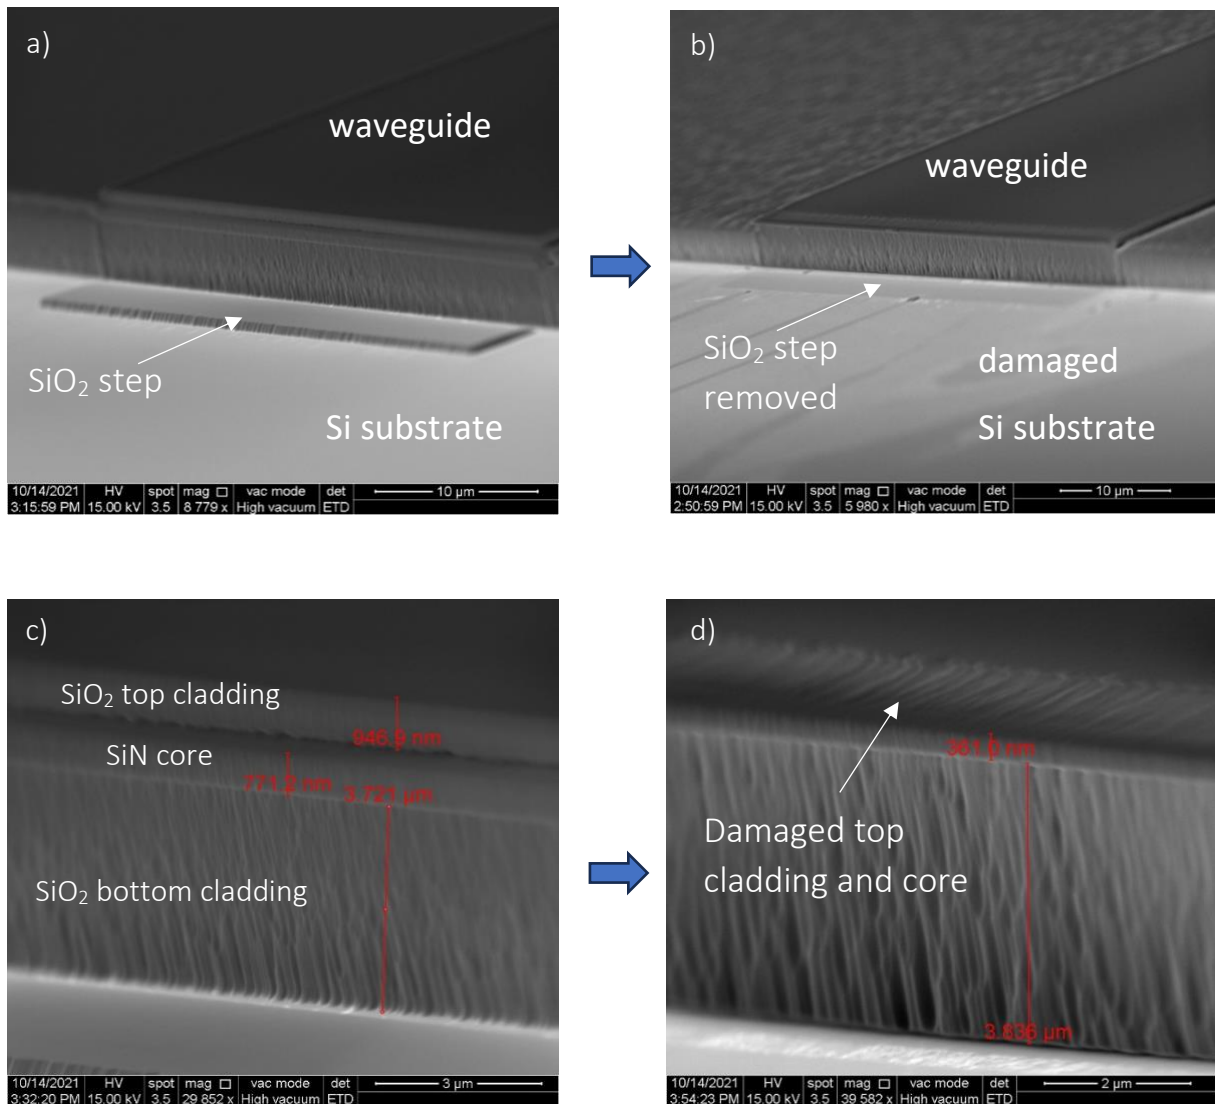 a)
waveguide
SiO₂ step
Si substrate
10/14/2021 HV spot mag □ vac mode det 10 µm
3:15:59 PM 15.00 kV 3.5 8 779 x High vacuum ETD
b)
waveguide
SiO₂ step
removed
damaged
Si substrate
10/14/2021 HV spot mag □ vac mode det 10 µm
2:50:59 PM 15.00 kV 3.5 5 980 x High vacuum ETD
c)
SiO₂ top cladding
946.9 nm
SiN core
771.2 nm
3.721 µm
SiO₂ bottom cladding
10/14/2021 HV spot mag □ vac mode det 3 µm
3:32:20 PM 15.00 kV 3.5 29 852 x High vacuum ETD
d)
361.0 nm
Damaged top
cladding and core
3.836 µm
10/14/2021 HV spot mag □ vac mode det 2 µm
3:54:23 PM 15.00 kV 3.5 39 582 x High vacuum ETD